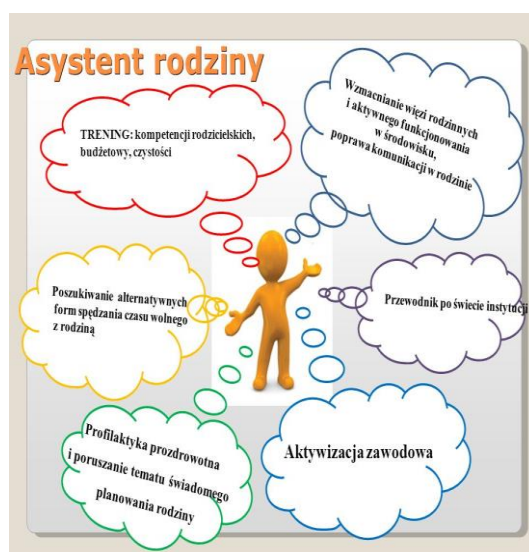 Asystent rodziny
TRENING: kompetencji rodzicielskich,
budżetowy, czystości
Wzmacnianie więzi rodzinnych
i aktywnego funkcjonowania
w środowisku,
poprawa komunikacji w rodzinie
Poszukiwanie alternatywnych
form spędzania czasu wolnego
z rodziną
Przewodnik po świecie instytucji
Profilaktyka prozdrowotna
i poruszanie tematu świadomego
planowania rodziny
Aktywizacja zawodowa